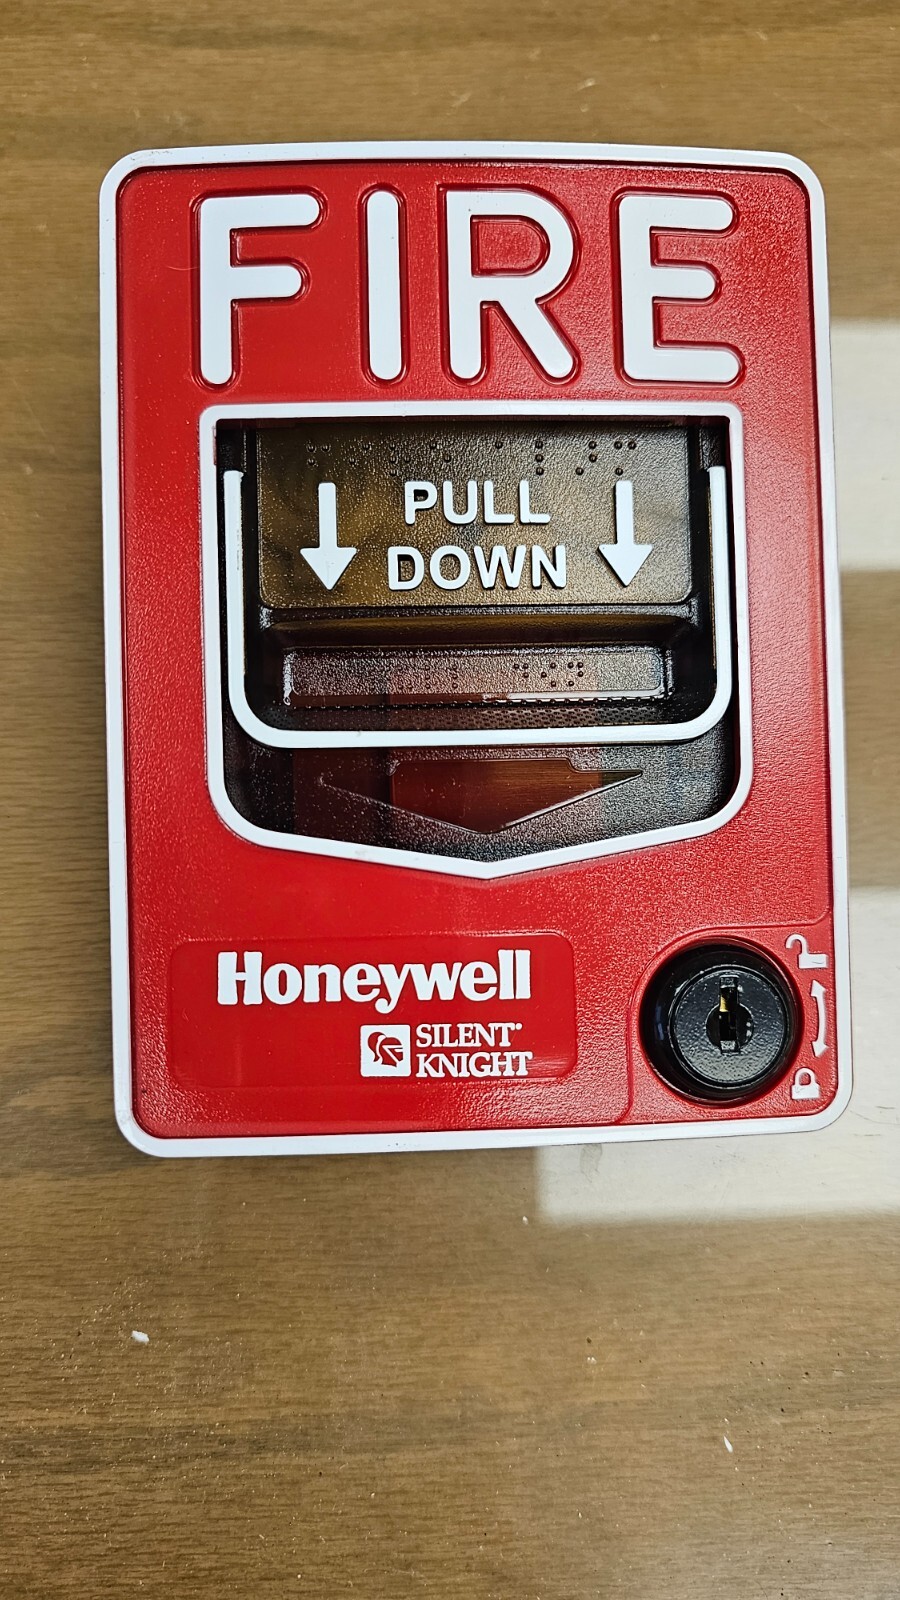 FIRE
PULL
DOWN
Honeywell
SILENT
KNIGHT